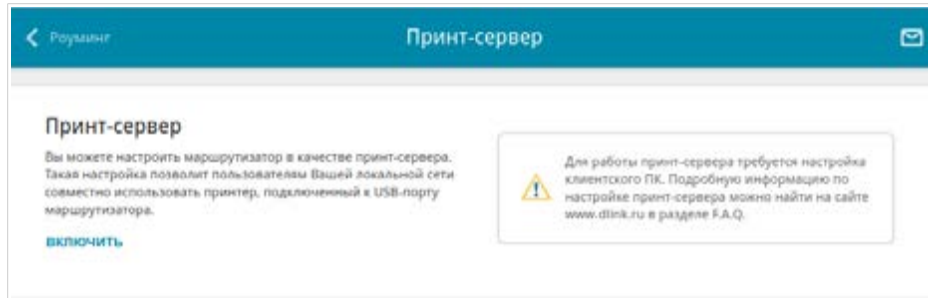 Роуминг
Принт-сервер
Принт-сервер
Вы можете настроить маршрутизатор в качестве принт-сервера.
Такая настройка позволит пользователям Вашей локальной сети
совместно использовать принтер, подключенный к USB-порту
маршрутизатора.
ВКЛЮЧИТЬ
Для работы принт-сервера требуется настройка
клиентского ПК. Подробную информацию по
настройке принт-сервера можно найти на сайте
www.dlink.ru в разделе F.A.Q.